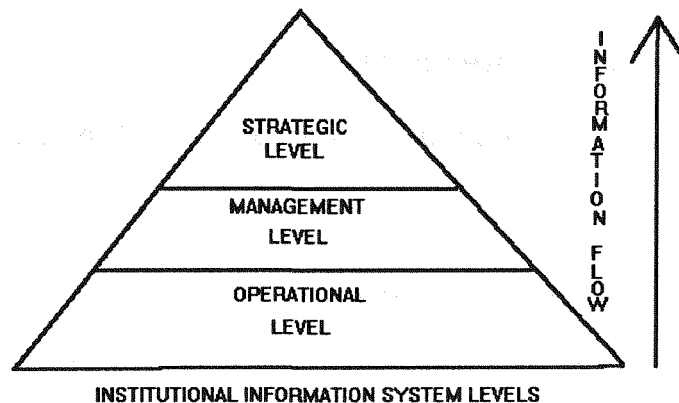 STRATEGIC
LEVEL
MANAGEMENT
LEVEL
OPERATIONAL
LEVEL
INFORMATION FLOW
INSTITUTIONAL INFORMATION SYSTEM LEVELS